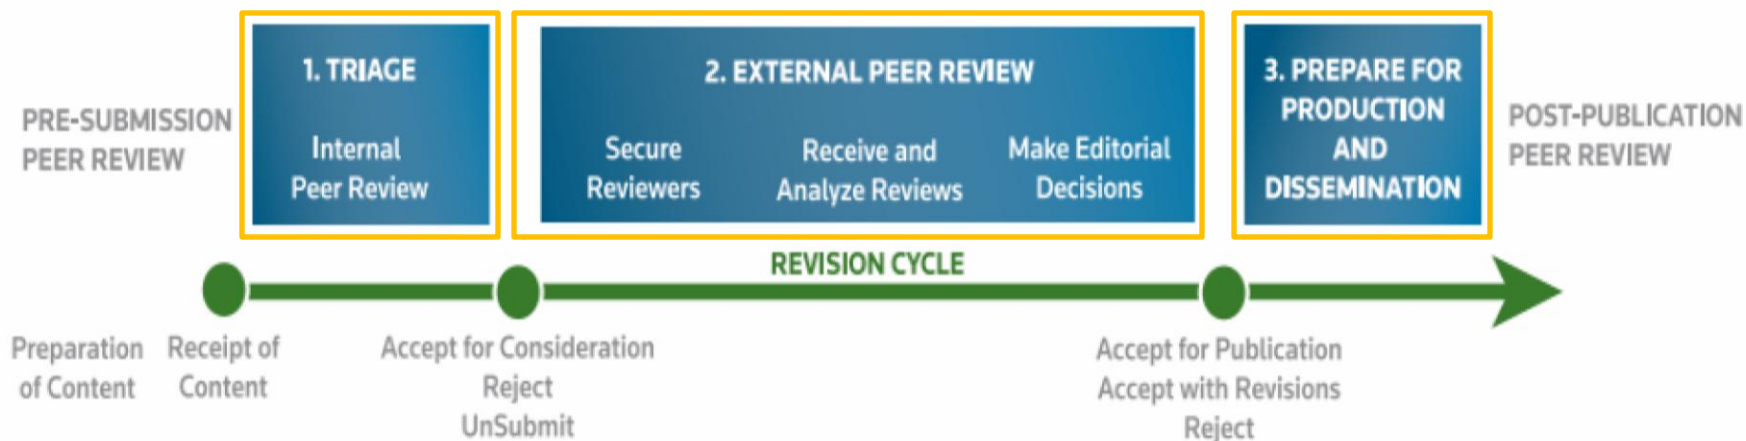 PRE-SUBMISSION
PEER REVIEW
1. TRIAGE
Internal
Peer Review
2. EXTERNAL PEER REVIEW
Secure
Reviewers
Receive and
Analyze Reviews
Make Editorial
Decisions
3. PREPARE FOR
PRODUCTION
AND
DISSEMINATION
POST-PUBLICATION
PEER REVIEW
REVISION CYCLE
Preparation
of Content
Receipt of
Content
Accept for Consideration
Reject
UnSubmit
Accept for Publication
Accept with Revisions
Reject